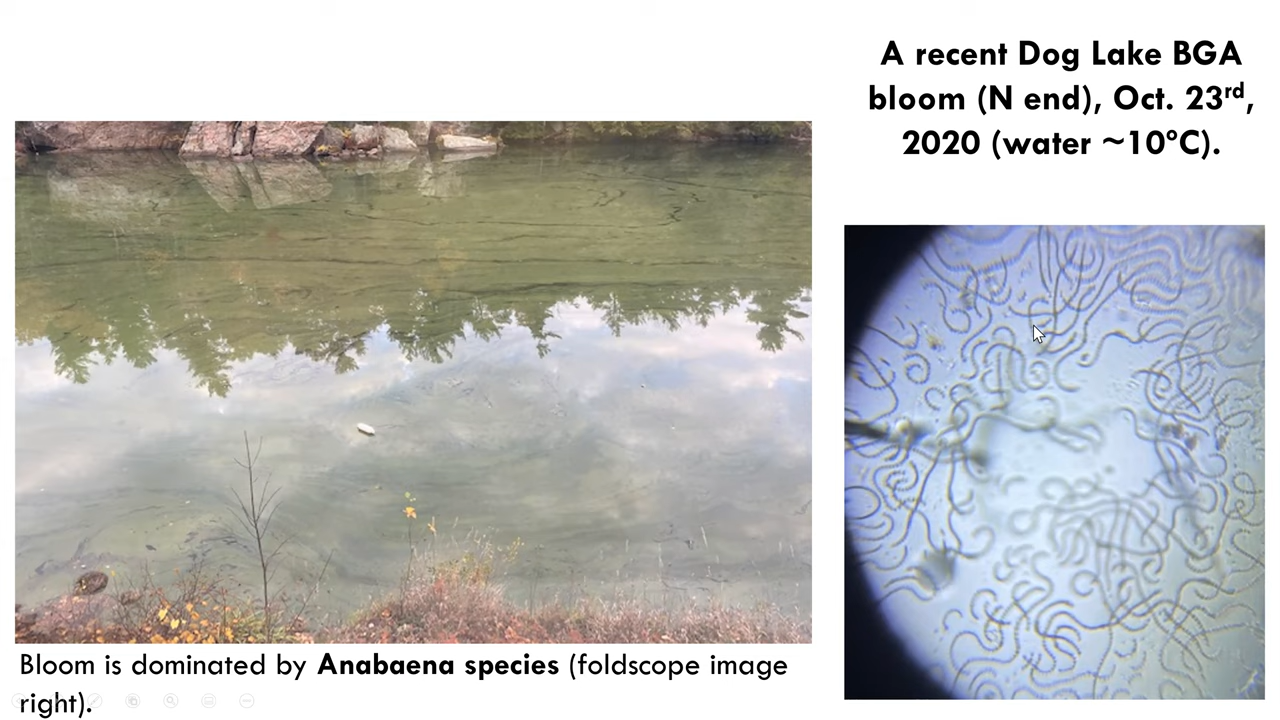 A recent Dog Lake BGA
bloom (N end), Oct. 23rd,
2020 (water ~10°C).
Bloom is dominated by Anabaena species (foldscope image
right).